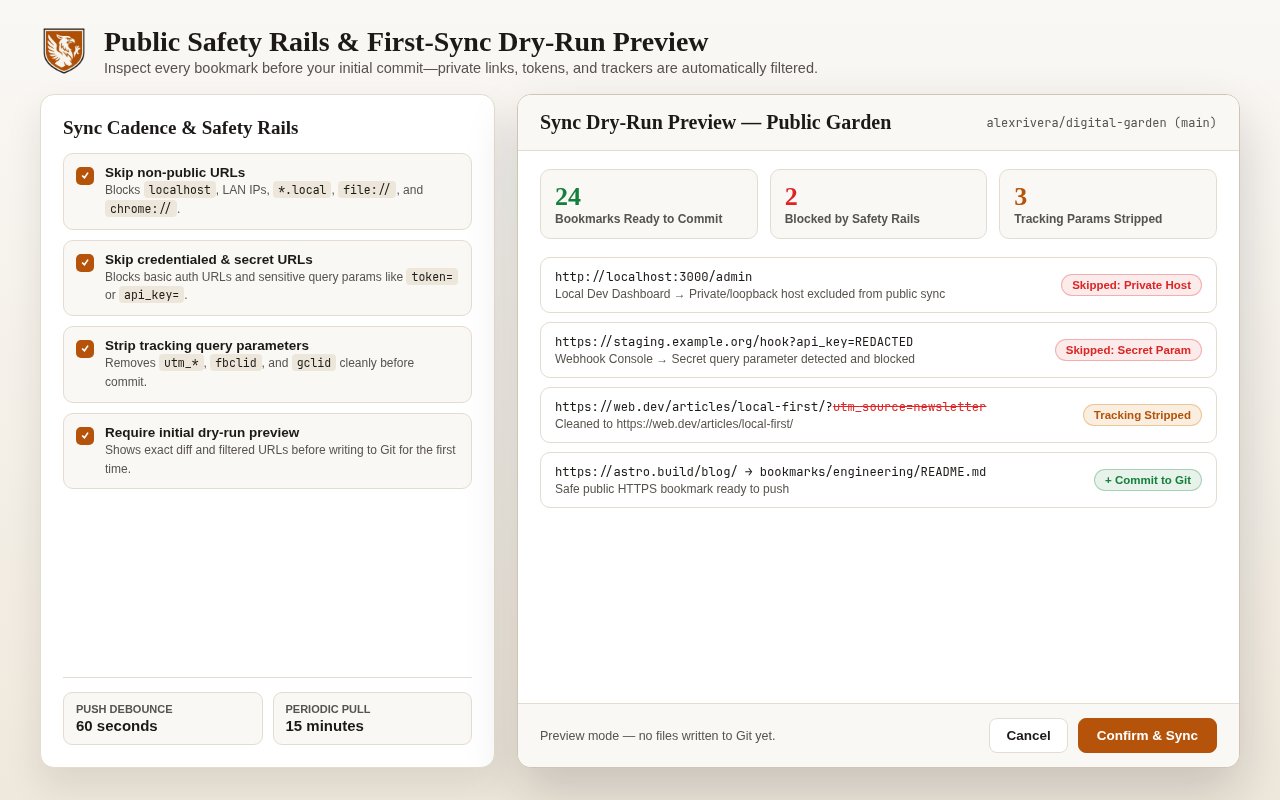 Public Safety Rails & First-Sync Dry-Run Preview
Inspect every bookmark before your initial commit—private links, tokens, and trackers are automatically filtered.
Sync Cadence & Safety Rails
Skip non-public URLs
Blocks localhost, LAN IPs, *.local, file://, and
chrome://.
Skip credentialed & secret URLs
Blocks basic auth URLs and sensitive query params like token=
or api_key=.
Strip tracking query parameters
Removes utm_*, fbclid, and gclid cleanly before
commit.
Require initial dry-run preview
Shows exact diff and filtered URLs before writing to Git for the first
time.
PUSH DEBOUNCE
60 seconds
PERIODIC PULL
15 minutes
Sync Dry-Run Preview — Public Garden
alexrivera/digital-garden (main)
24
Bookmarks Ready to Commit
2
Blocked by Safety Rails
3
Tracking Params Stripped
http://localhost:3000/admin
Local Dev Dashboard → Private/loopback host excluded from public sync
Skipped: Private Host
https://staging.example.org/hook?api_key=REDACTED
Webhook Console → Secret query parameter detected and blocked
Skipped: Secret Param
https://web.dev/articles/local-first/?utm_source=newsletter
Cleaned to https://web.dev/articles/local-first/
Tracking Stripped
https://astro.build/blog/ → bookmarks/engineering/README.md
Safe public HTTPS bookmark ready to push
+ Commit to Git
Preview mode — no files written to Git yet.
Cancel
Confirm & Sync